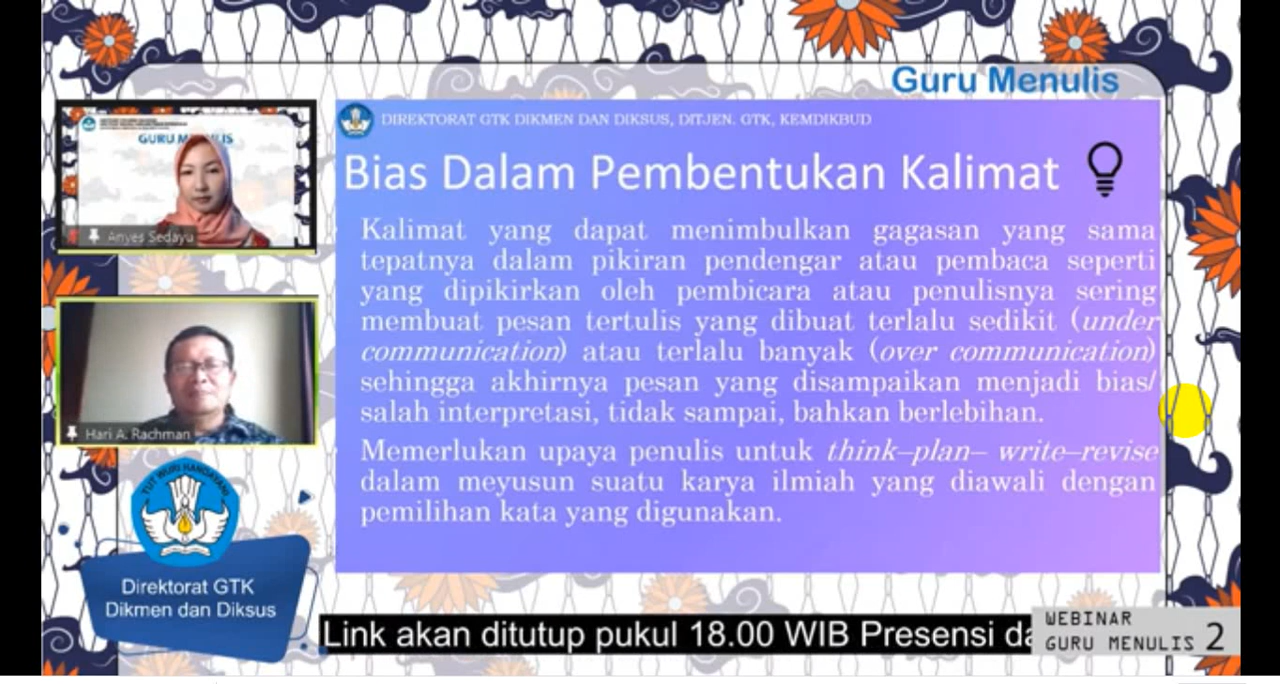 Guru Menulis
GURU MENULIS
Anyes Sedayu
Hari A. Rachman
TUT WURI HANDAYANI
Direktorat GTK
Dikmen dan Diksus
DIREKTORAT GTK DIKMEN DAN DIKSUS, DITJEN. GTK, KEMDIKBUD
Bias Dalam Pembentukan Kalimat
Kalimat yang dapat menimbulkan gagasan yang sama
tepatnya dalam pikiran pendengar atau pembaca seperti
yang dipikirkan oleh pembicara atau penulisnya sering
membuat pesan tertulis yang dibuat terlalu sedikit (under
communication) atau terlalu banyak (over communication)
sehingga akhirnya pesan yang disampaikan menjadi bias/
salah interpretasi, tidak sampai, bahkan berlebihan.
Memerlukan upaya penulis untuk think–plan– write–revise
dalam meyusun suatu karya ilmiah yang diawali dengan
pemilihan kata yang digunakan.
Link akan ditutup pukul 18.00 WIB Presensi da
WEBINAR
GURU MENULIS 2